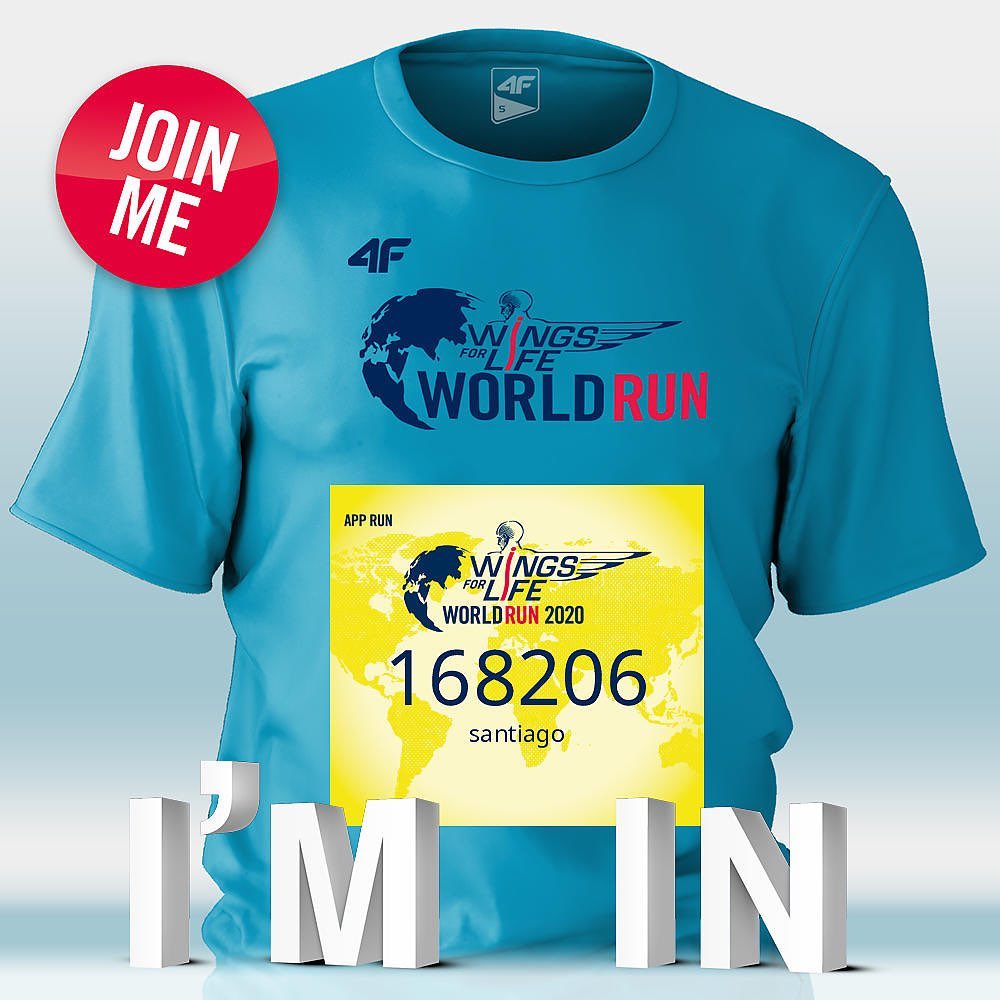 JOIN
ME
4F
S
4F
WINGS
FOR LIFE
WORLD RUN
APP RUN
WINGS
FOR LIFE
WORLD RUN 2020
168206
santiago
I'M IN